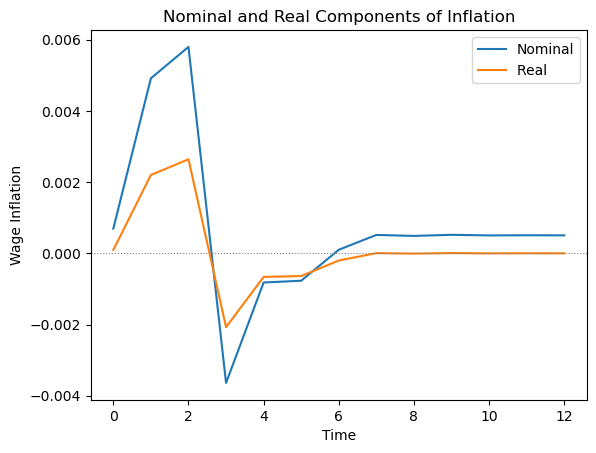 Nominal and Real Components of Inflation
Nominal
Real
Wage Inflation
0.006
0.004
0.002
0.000
−0.002
−0.004
0 2 4 6 8 10 12
Time